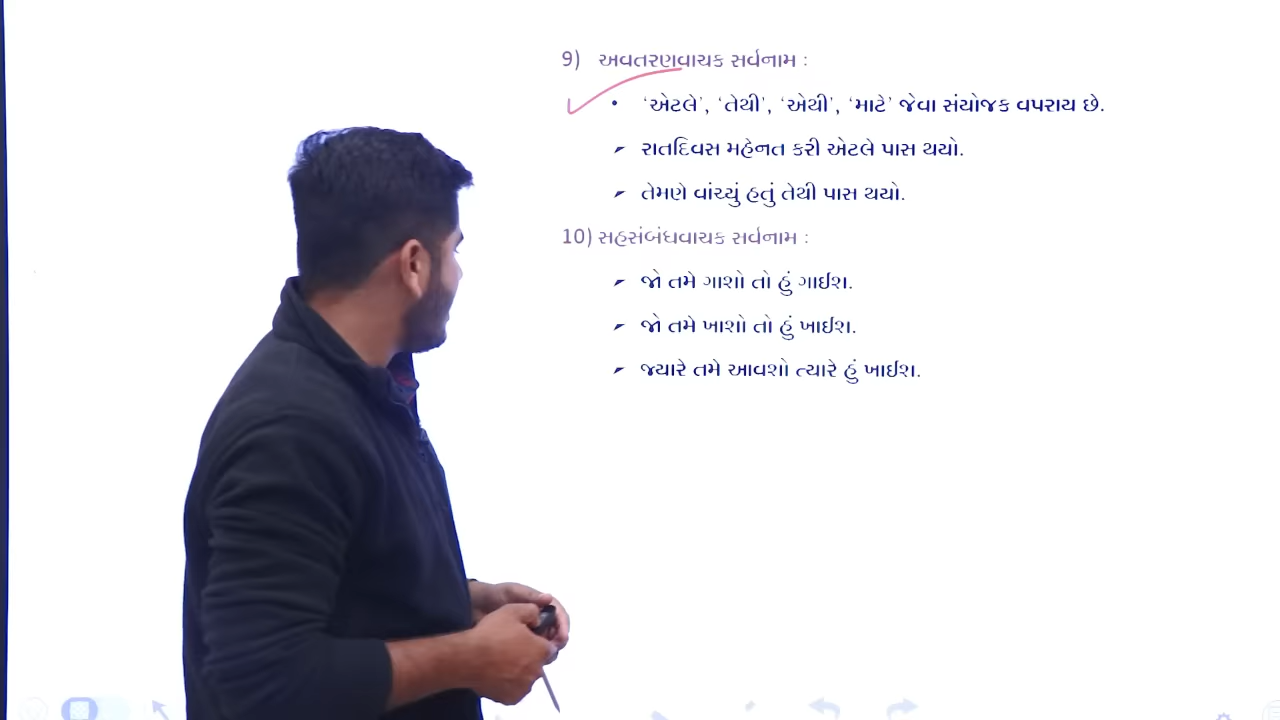 9) અવતરણવાચક સર્વનામ :
• 'એટલે', 'તેથી', 'એથી', 'માટે' જેવા સંયોજક વપરાય છે.
➢ રાતદિવસ મહેનત કરી એટલે પાસ થયો.
➢ તેમણે વાંચ્યું હતું તેથી પાસ થયો.
10) સહસંબંધવાચક સર્વનામ :
➢ જો તમે ગાશો તો હું ગાઈશ.
➢ જો તમે ખાશો તો હું ખાઈશ.
➢ જ્યારે તમે આવશો ત્યારે હું ખાઈશ.